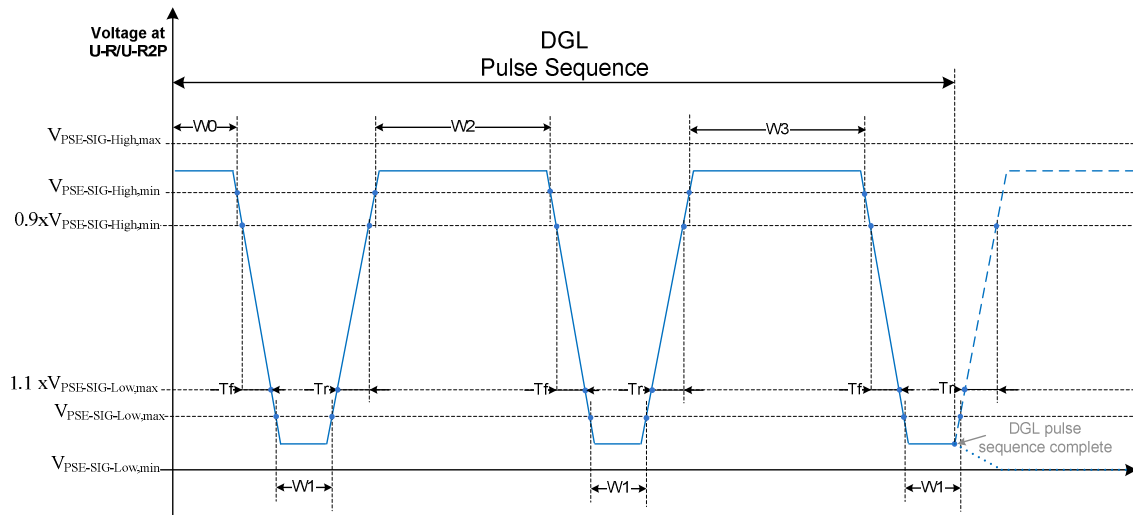 Voltage at
U-R/U-R2P
DGL
Pulse Sequence
W0
W2
W3
VPSE-SIG-High,max
VPSE-SIG-High,min
0.9xVPSE-SIG-High,min
1.1 xVPSE-SIG-Low,max
Tf
Tr
Tf
Tr
Tf
Tr
VPSE-SIG-Low,max
DGL pulse
sequence complete
VPSE-SIG-Low,min
W1
W1
W1